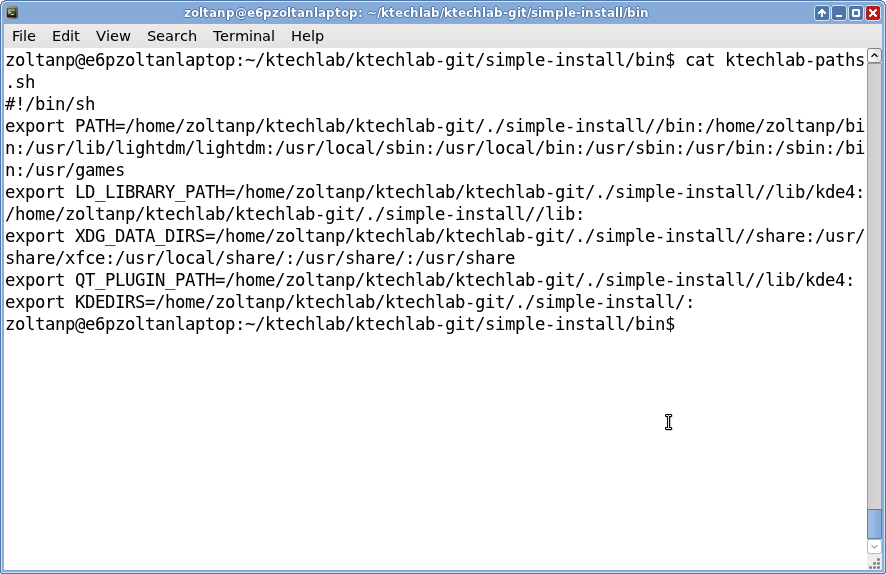 zoltanp@e6pzoltanlaptop: ~/ktechlab/ktechlab-git/simple-install/bin
File Edit View Search Terminal Help
zoltanp@e6pzoltanlaptop:~/ktechlab/ktechlab-git/simple-install/bin$ cat ktechlab-paths
.sh
#!/bin/sh
export PATH=/home/zoltanp/ktechlab/ktechlab-git/./simple-install//bin:/home/zoltanp/bi
n:/usr/lib/lightdm/lightdm:/usr/local/sbin:/usr/local/bin:/usr/sbin:/usr/bin:/sbin:/bi
n:/usr/games
export LD_LIBRARY_PATH=/home/zoltanp/ktechlab/ktechlab-git/./simple-install//lib/kde4:
/home/zoltanp/ktechlab/ktechlab-git/./simple-install//lib:
export XDG_DATA_DIRS=/home/zoltanp/ktechlab/ktechlab-git/./simple-install//share:/usr/
share/xfce:/usr/local/share/:/usr/share/:/usr/share
export QT_PLUGIN_PATH=/home/zoltanp/ktechlab/ktechlab-git/./simple-install//lib/kde4:
export KDEDIRS=/home/zoltanp/ktechlab/ktechlab-git/./simple-install/:
zoltanp@e6pzoltanlaptop:~/ktechlab/ktechlab-git/simple-install/bin$